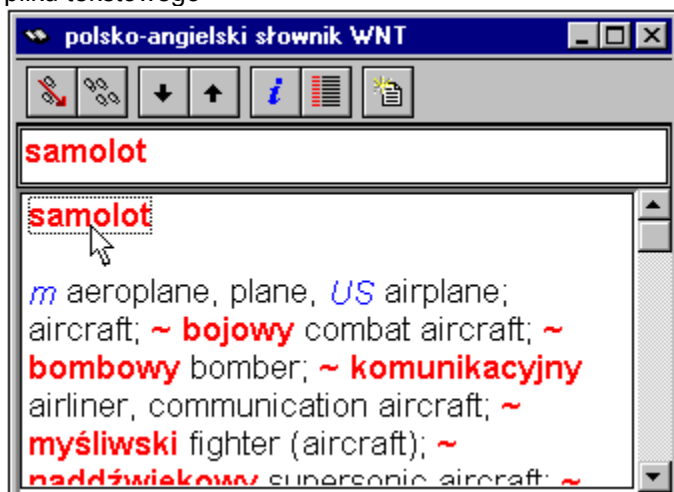 pliku tekstowego
polsko-angielski słownik WNT
i
samolot
samolot
m aeroplane, plane, US airplane;
aircraft; ~ bojowy combat aircraft; ~
bombowy bomber; ~ komunikacyjny
airliner, communication aircraft; ~
myśliwski fighter (aircraft); ~
naddźwiękowy supersonic aircraft; ~